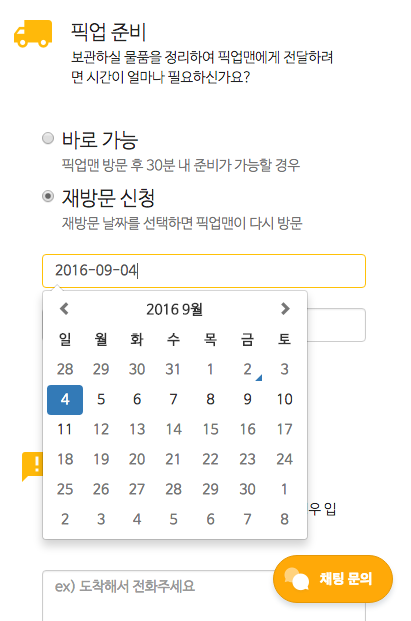 픽업 준비
보관하실 물품을 정리하여 픽업맨에게 전달하려
면 시간이 얼마나 필요하신가요?
바로 가능
픽업맨 방문 후 30분 내 준비가 가능할 경우
재방문 신청
재방문 날짜를 선택하면 픽업맨이 다시 방문
2016-09-04
2016 9월
일 월 화 수 목 금 토
28 29 30 31 1 2 3
4 5 6 7 8 9 10
11 12 13 14 15 16 17
18 19 20 21 22 23 24
25 26 27 28 29 30 1
2 3 4 5 6 7 8
우 입
ex) 도착해서 전화주세요
채팅 문의